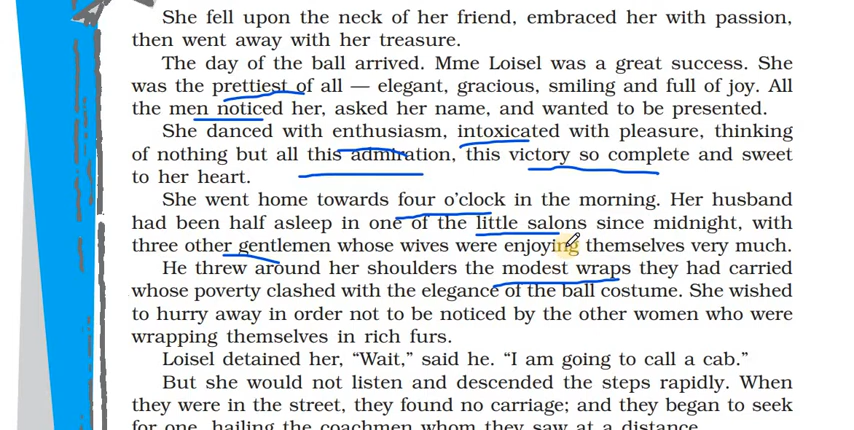 She fell upon the neck of her friend, embraced her with passion,
then went away with her treasure.
The day of the ball arrived. Mme Loisel was a great success. She
was the prettiest of all — elegant, gracious, smiling and full of joy. All
the men noticed her, asked her name, and wanted to be presented.
She danced with enthusiasm, intoxicated with pleasure, thinking
of nothing but all this admiration, this victory so complete and sweet
to her heart.
She went home towards four o’clock in the morning. Her husband
had been half asleep in one of the little salons since midnight, with
three other gentlemen whose wives were enjoying themselves very much.
He threw around her shoulders the modest wraps they had carried
whose poverty clashed with the elegance of the ball costume. She wished
to hurry away in order not to be noticed by the other women who were
wrapping themselves in rich furs.
Loisel detained her, “Wait,” said he. “I am going to call a cab.”
But she would not listen and descended the steps rapidly. When
they were in the street, they found no carriage; and they began to seek
for one, hailing the coachmen whom they saw at a distance.